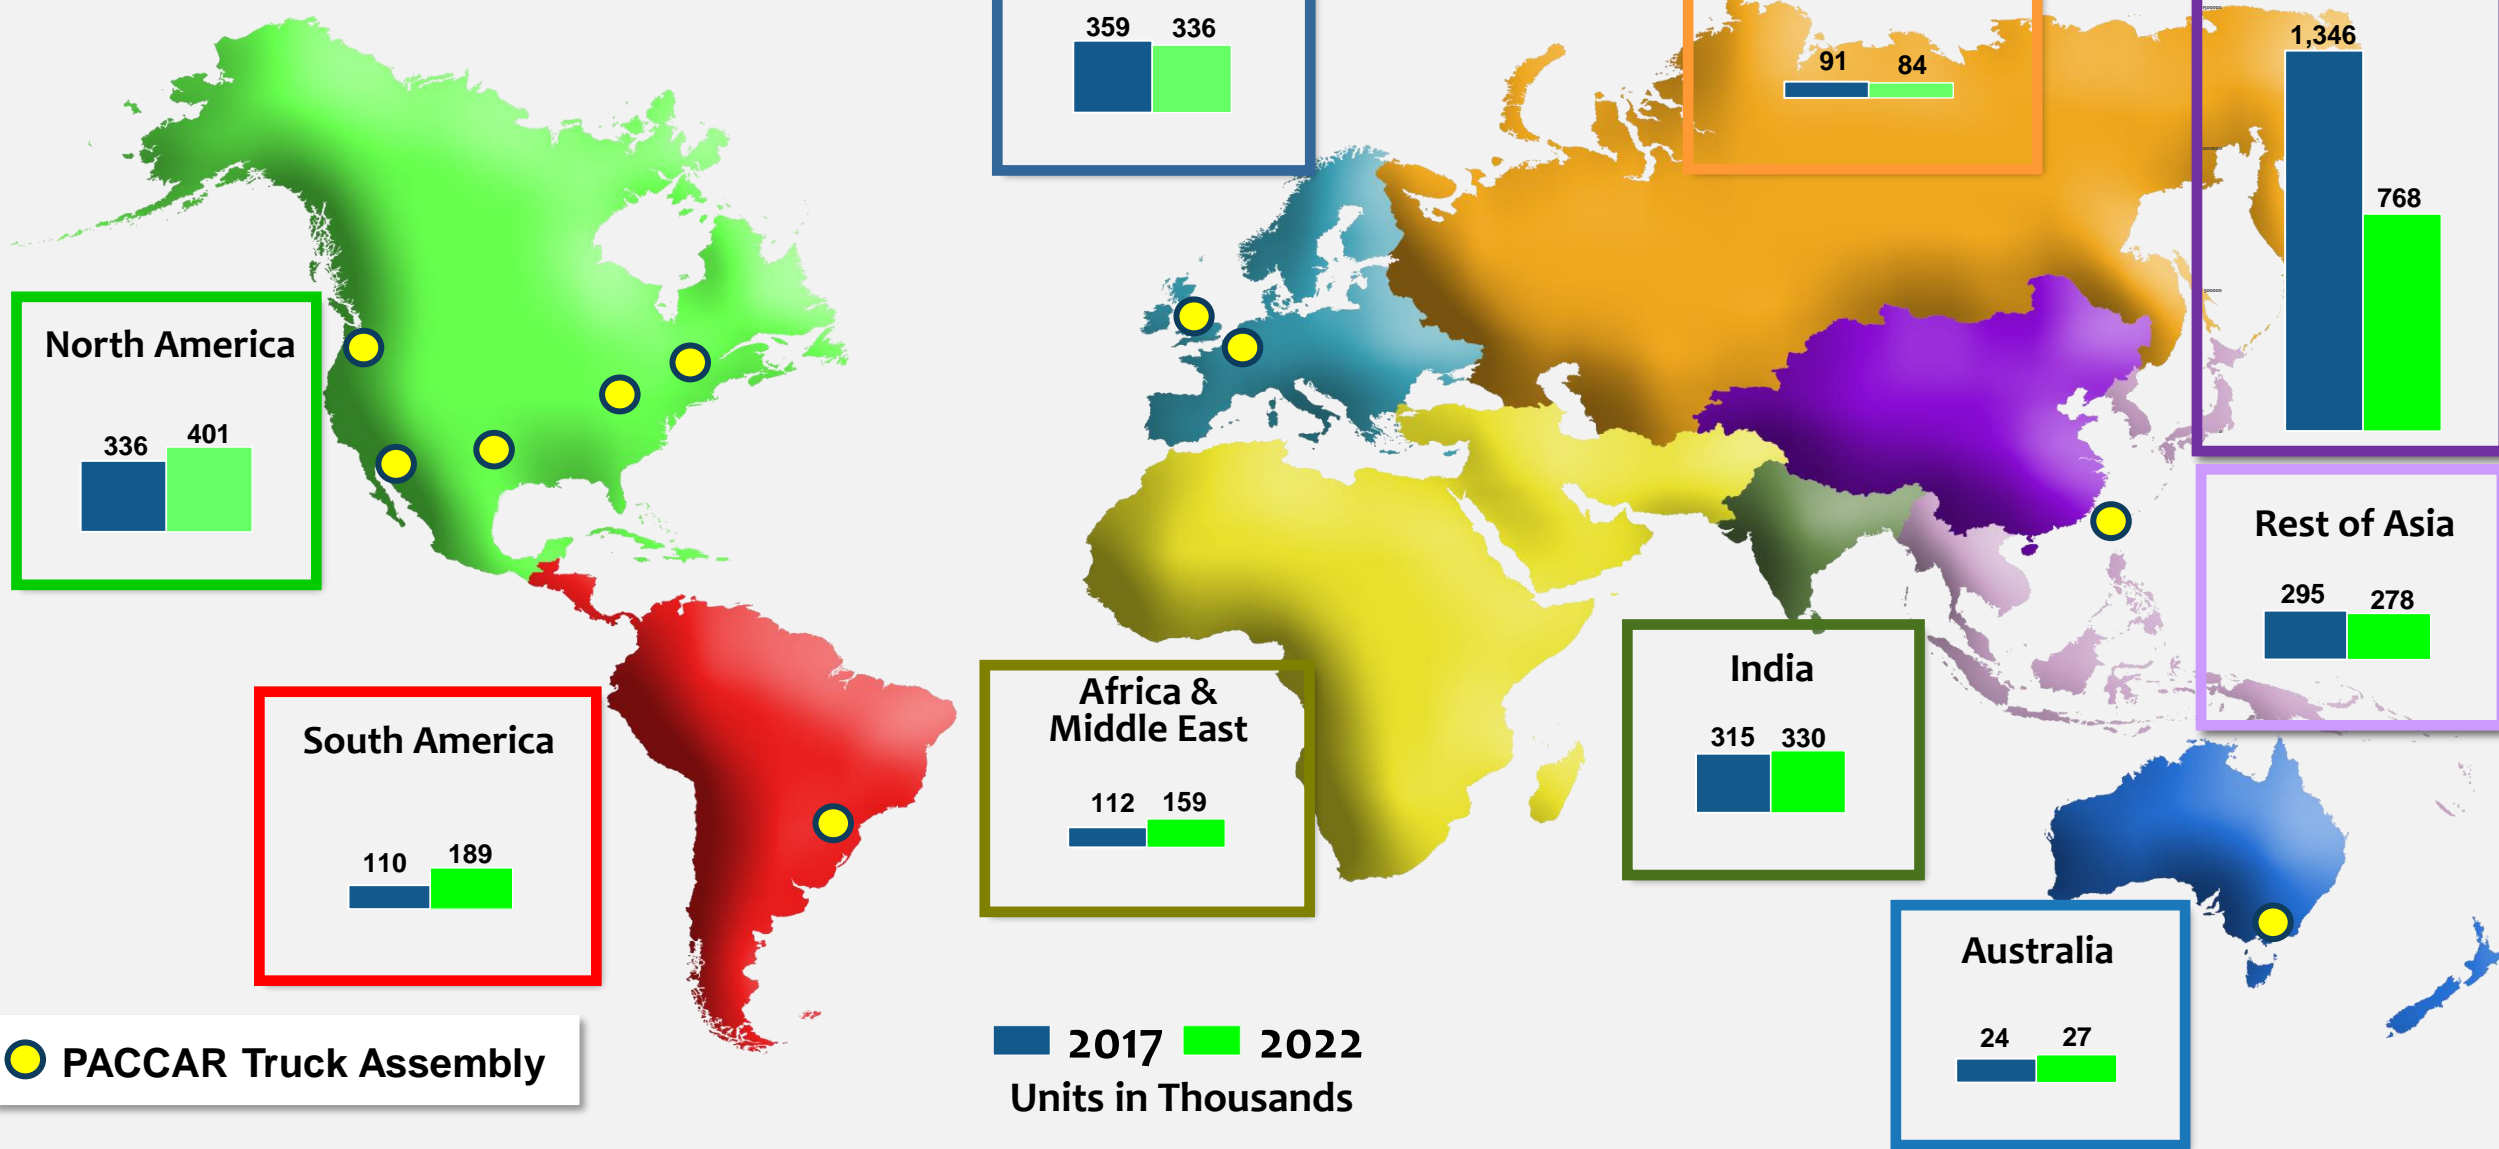 359 336
91 84
1,346
768
North America
336 401
Rest of Asia
295 278
India
315 330
Africa &
Middle East
112 159
South America
110 189
Australia
24 27
2017 2022
Units in Thousands
PACCAR Truck Assembly